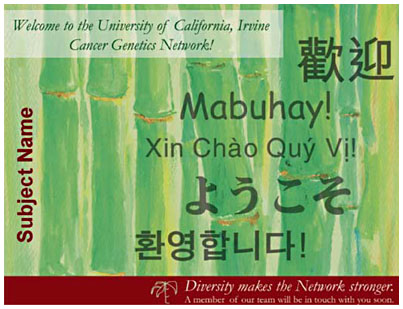 Welcome to the University of California, Irvine
Cancer Genetics Network!
歡迎
Mabuhay!
Xin Chào Quý Vị!
ようこそ
환영합니다!
Subject Name
Diversity makes the Network stronger.
A member of our team will be in touch with you soon.